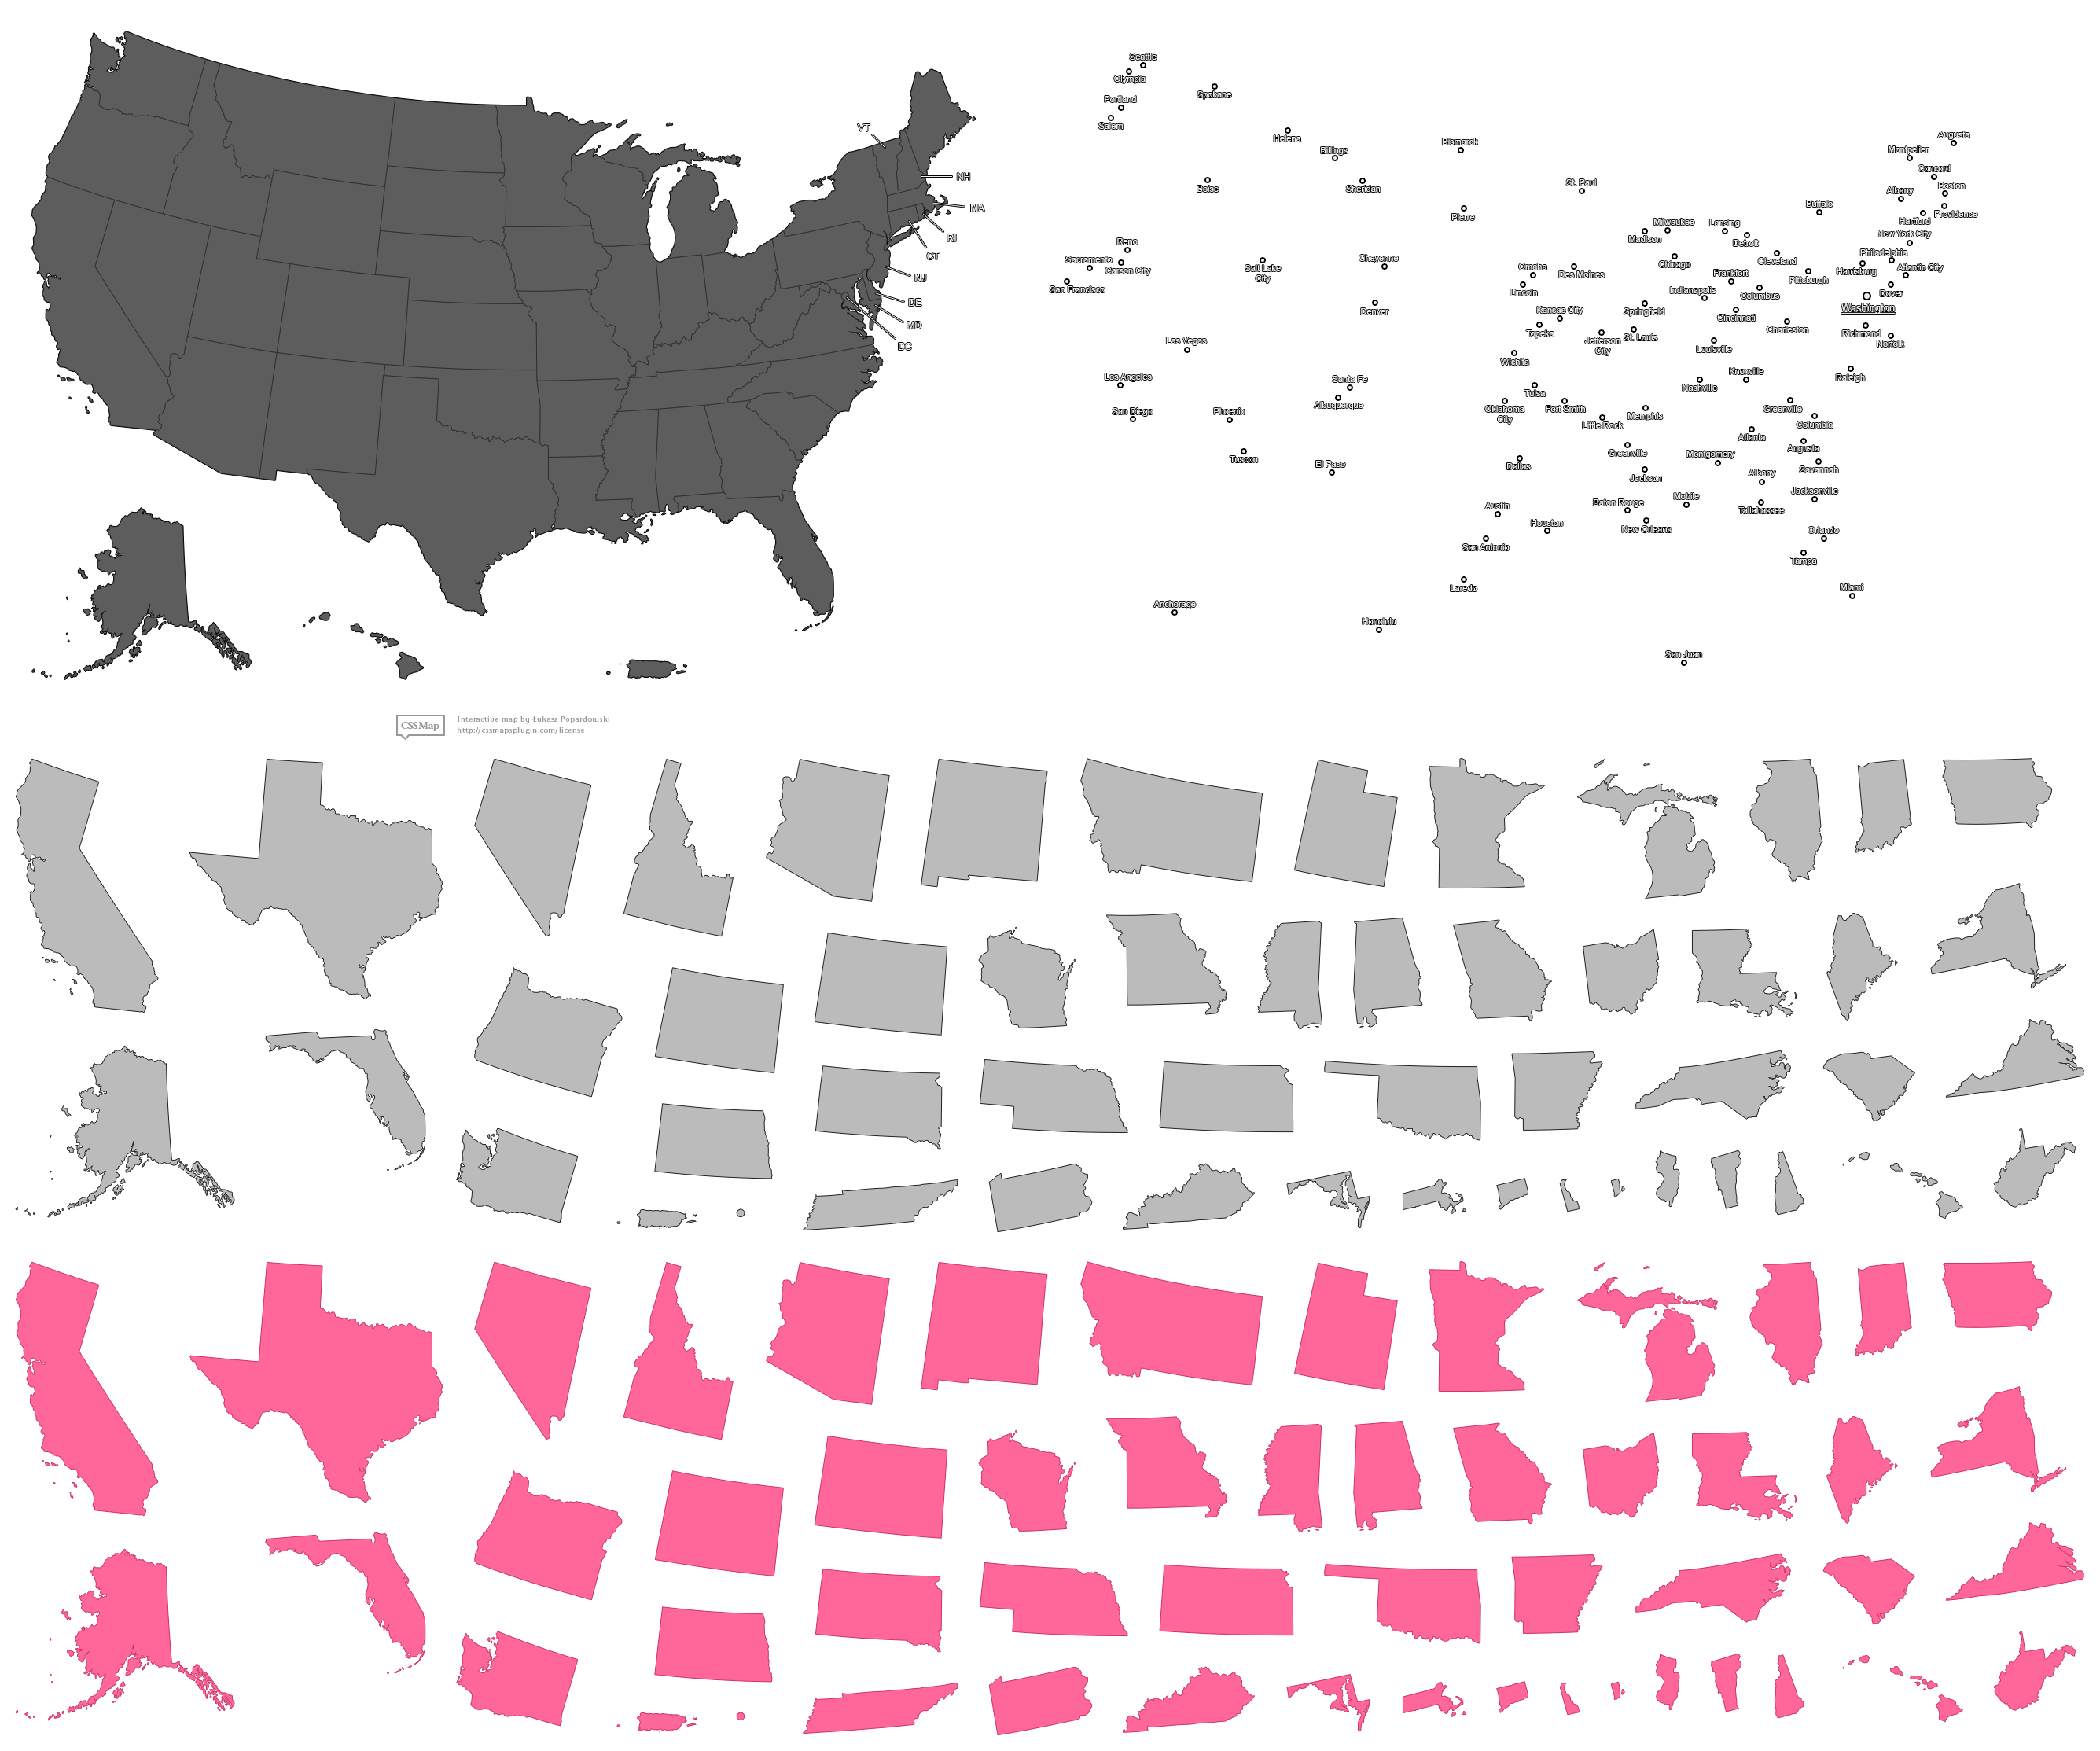 VT
NH
MA
RI
CT
NJ
DE
MD
DC
Seattle
Olympia
Spokane
Portland
Salem
Helena
Billings
Bismarck
Augusta
Montpelier
Concord
Boise
Sheridan
St. Paul
Albany
Boston
Pierre
Buffalo
Hartford
Providence
Milwaukee
Lansing
Madison
Detroit
New York City
Reno
Sacramento
Carson City
Salt Lake
City
Cheyenne
Omaha
Des Moines
Chicago
Cleveland
Philadelphia
Frankfort
Pittsburgh
Harrisburg
Atlantic City
San Francisco
Lincoln
Indianapolis
Columbus
Dover
Denver
Kansas City
Springfield
Cincinnati
Washington
Topeka
Jefferson
City
St. Louis
Charleston
Richmond
Norfolk
Las Vegas
Wichita
Louisville
Los Angeles
Santa Fe
Knoxville
Raleigh
Nashville
Tulsa
San Diego
Phoenix
Albuquerque
Oklahoma
City
Fort Smith
Memphis
Greenville
Little Rock
Columbia
Atlanta
Augusta
Tuscon
El Paso
Dallas
Greenville
Montgomery
Jackson
Albany
Savannah
Austin
Baton Rouge
Mobile
Jacksonville
Tallahassee
Houston
New Orleans
Orlando
San Antonio
Tampa
Laredo
Miami
Anchorage
Honolulu
San Juan
CSSMap
Interactive map by Łukasz Popardowski
http://cssmapsplugin.com/license